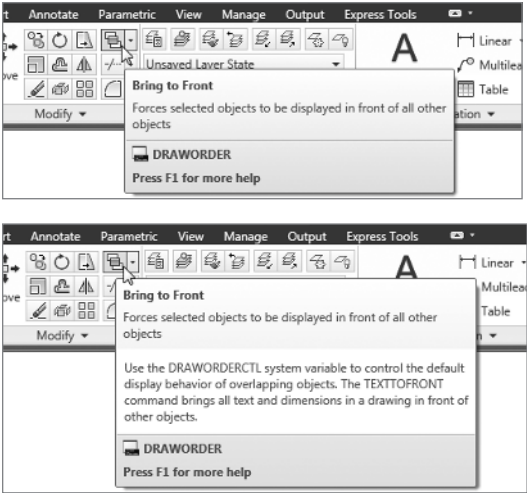 Annotate Parametric View Manage Output Express Tools
Unsaved Layer State
Linear
Table
Modify
Bring to Front
Forces selected objects to be displayed in front of all other
objects
DRAWORDER
Press F1 for more help
Annotate Parametric View Manage Output Express Tools
Linear
Table
Modify
Bring to Front
Forces selected objects to be displayed in front of all other
objects
Use the DRAWORDERCTL system variable to control the default
display behavior of overlapping objects. The TEXTTOFRONT
command brings all text and dimensions in a drawing in front of
other objects.
DRAWORDER
Press F1 for more help